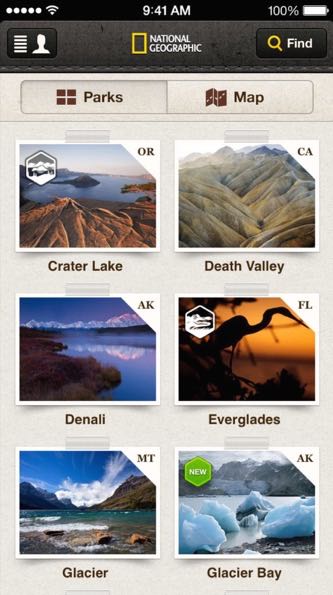 9:41 AM
100%
NATIONAL
GEOGRAPHIC
Find
Parks
Map
OR
CA
Crater Lake
Death Valley
AK
FL
Denali
Everglades
MT
NEW
AK
Glacier
Glacier Bay